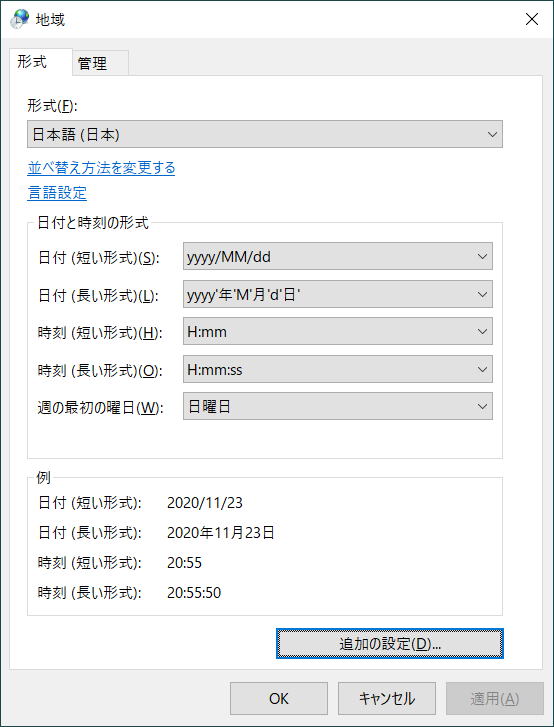 地域
形式
管理
形式(F):
日本語 (日本)
並べ替え方法を変更する
言語設定
日付と時刻の形式
日付 (短い形式)(S): yyyy/MM/dd
日付 (長い形式)(L): yyyy'年'M'月'd'日'
時刻 (短い形式)(H): H:mm
時刻 (長い形式)(O): H:mm:ss
週の最初の曜日(W): 日曜日
例
日付 (短い形式): 2020/11/23
日付 (長い形式): 2020年11月23日
時刻 (短い形式): 20:55
時刻 (長い形式): 20:55:50
追加の設定(D)...
OK キャンセル 適用(A)